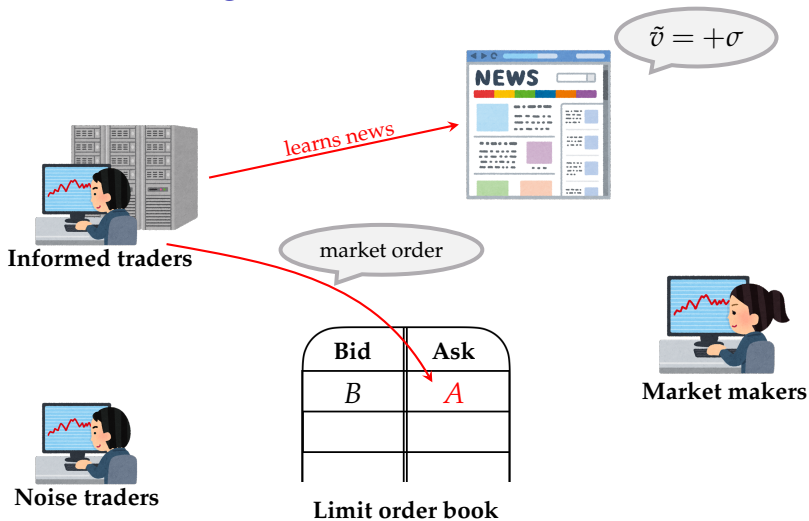 ṽ = +σ
NEWS
learns news
Informed traders
market order
Bid Ask
B A
Market makers
Noise traders
Limit order book